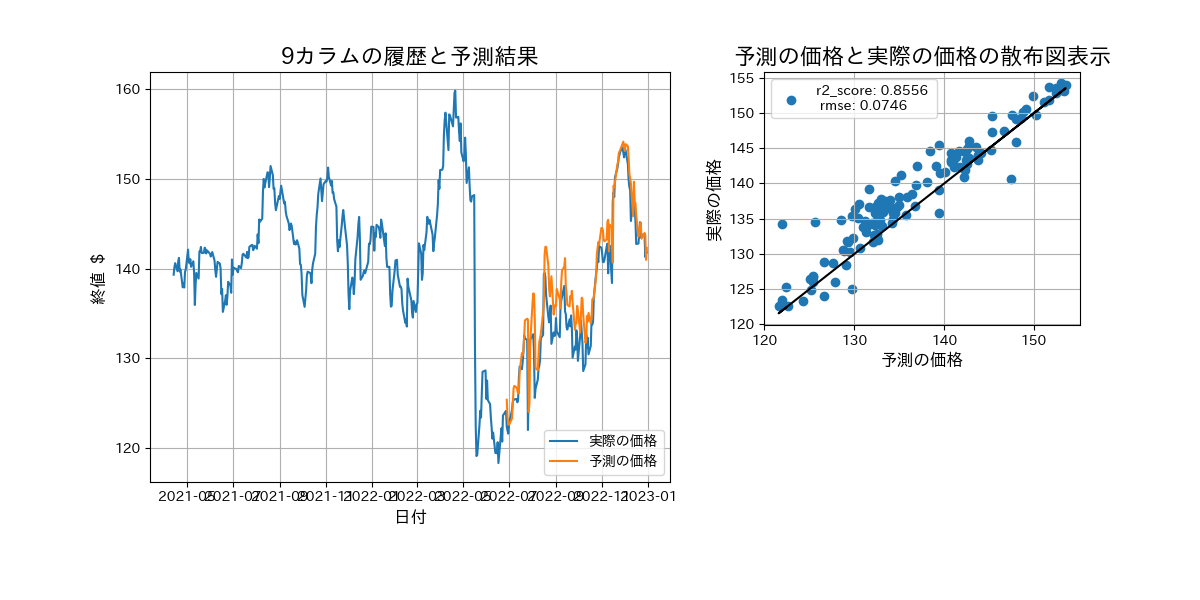 9カラムの履歴と予測結果
終値 $
160
150
140
130
120
2021-05
2021-07
2021-09
2021-11
2022-01
2022-03
2022-05
2022-07
2022-09
2022-11
2023-01
日付
実際の価格
予測の価格
予測の価格と実際の価格の散布図表示
実際の価格
155
150
145
140
135
130
125
120
r2_score: 0.8556
rmse: 0.0746
120
130
140
150
予測の価格